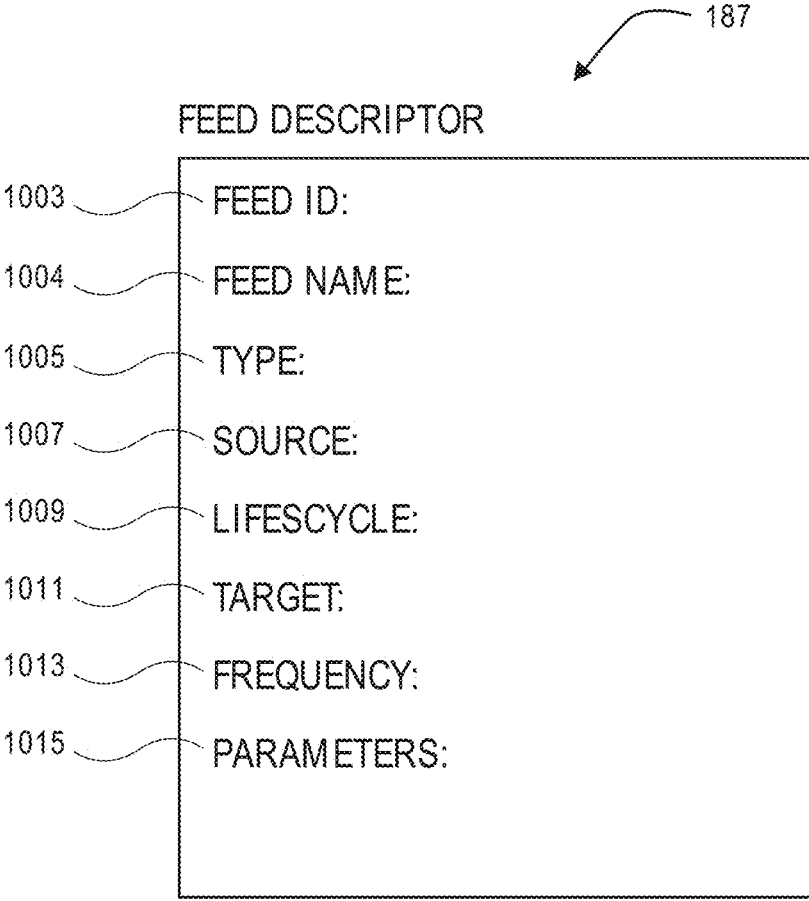 187
FEED DESCRIPTOR
1003 FEED ID:
1004 FEED NAME:
1005 TYPE:
1007 SOURCE:
1009 LIFESCYCLE:
1011 TARGET:
1013 FREQUENCY:
1015 PARAMETERS: